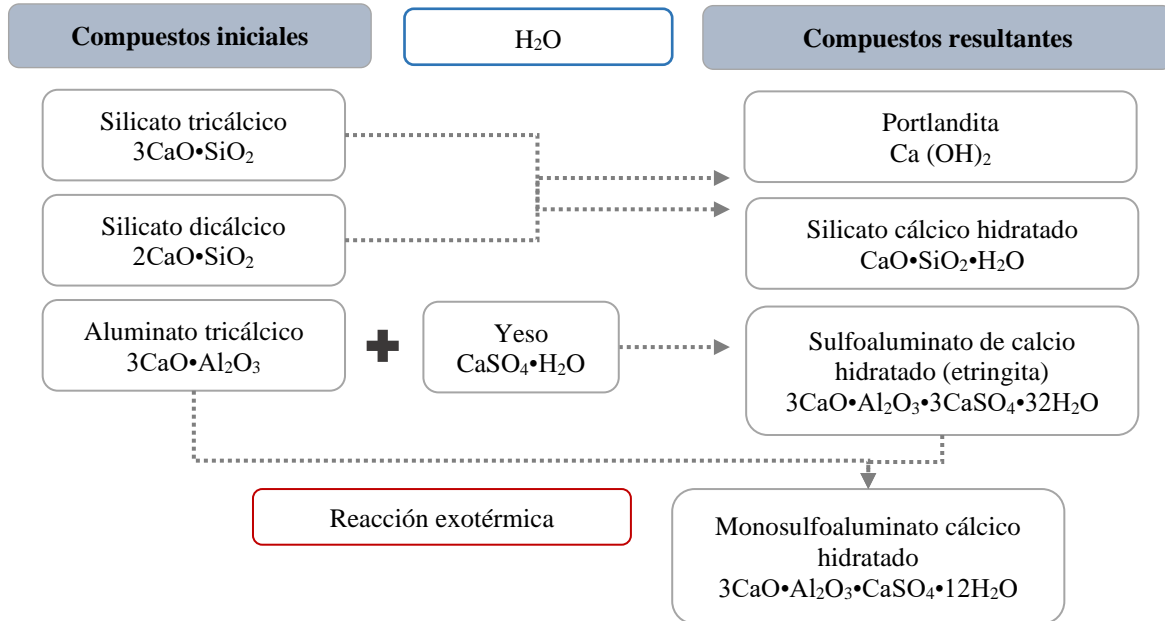 Compuestos iniciales
H₂O
Compuestos resultantes
Silicato tricálcico
3CaO•SiO₂
Portlandita
Ca (OH)₂
Silicato dicálcico
2CaO•SiO₂
Silicato cálcico hidratado
CaO•SiO₂•H₂O
Aluminato tricálcico
3CaO•Al₂O₃
Yeso
CaSO₄•H₂O
Sulfoaluminato de calcio
hidratado (etringita)
3CaO•Al₂O₃•3CaSO₄•32H₂O
Reacción exotérmica
Monosulfoaluminato cálcico
hidratado
3CaO•Al₂O₃•CaSO₄•12H₂O